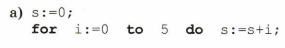 a) s:=0;
for i:=0 to 5 do s:=s+i;